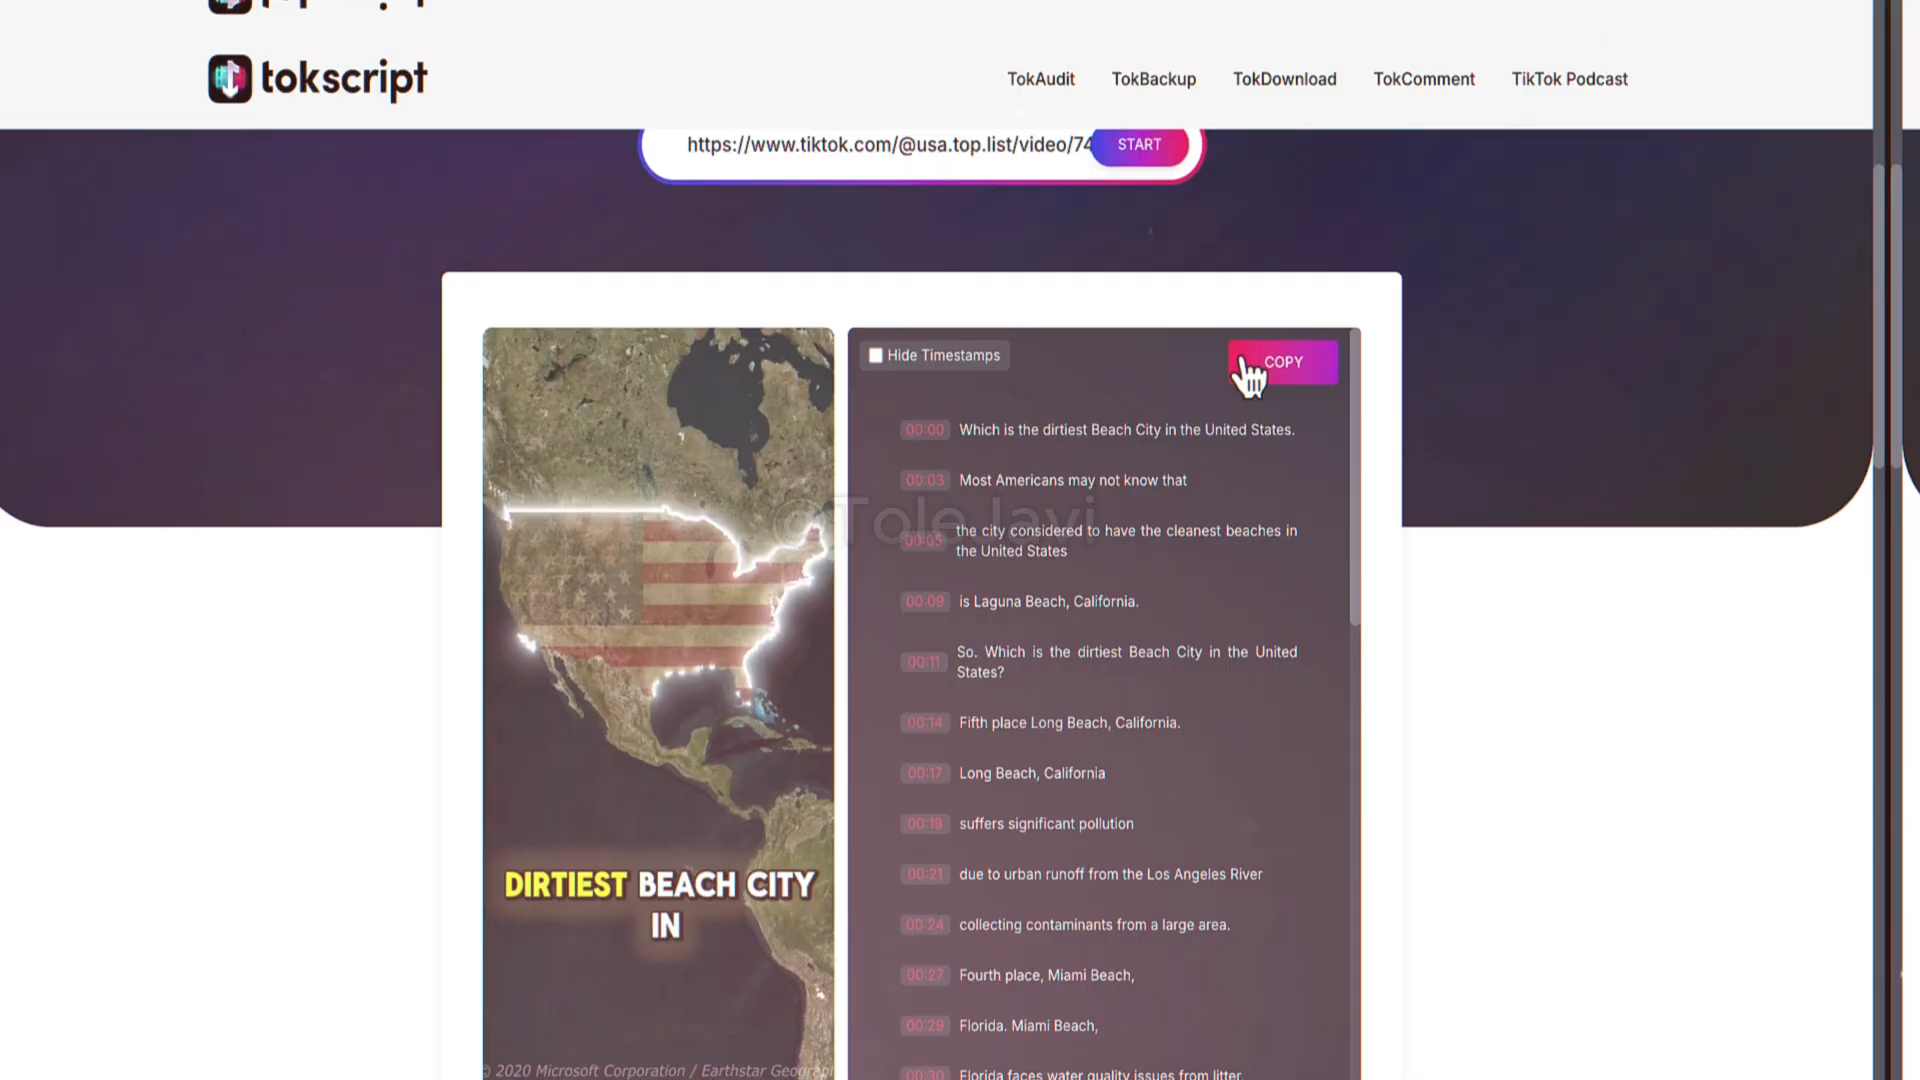 tokscript
TokAudit
TokBackup
TokDownload
TokComment
TikTok Podcast
https://www.tiktok.com/@usa.top.list/video/74
START
Hide Timestamps
COPY
00:00 Which is the dirtiest Beach City in the United States.
00:03 Most Americans may not know that
00:05 the city considered to have the cleanest beaches in
the United States
00:09 is Laguna Beach, California.
00:11 So. Which is the dirtiest Beach City in the United
States?
00:14 Fifth place Long Beach, California.
00:17 Long Beach, California
00:19 suffers significant pollution
00:21 due to urban runoff from the Los Angeles River
00:24 collecting contaminants from a large area.
00:27 Fourth place, Miami Beach,
00:29 Florida. Miami Beach,
00:30 Florida faces water quality issues from litter,
©ToleJavi
DIRTIEST BEACH CITY
IN
© 2020 Microsoft Corporation / Earthstar Geograph